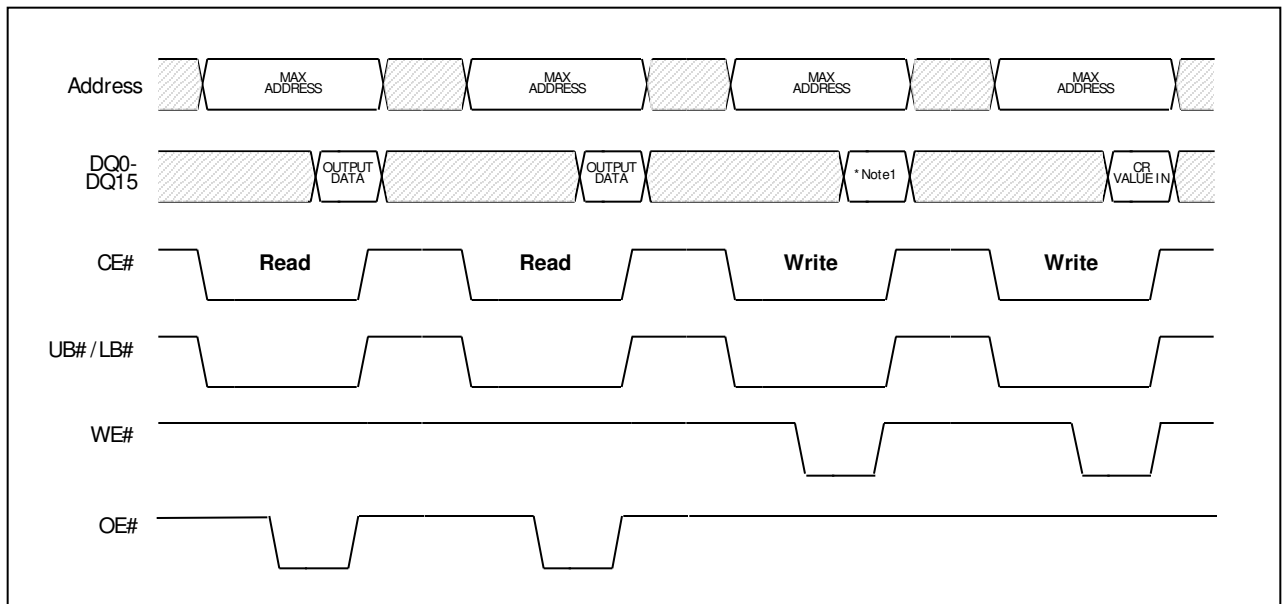 Address
MAX
ADDRESS
MAX
ADDRESS
MAX
ADDRESS
MAX
ADDRESS
DQ0-
DQ15
OUTPUT
DATA
OUTPUT
DATA
*Note1
CR
VALUE IN
CE#
Read
Read
Write
Write
UB# / LB#
WE#
OE#